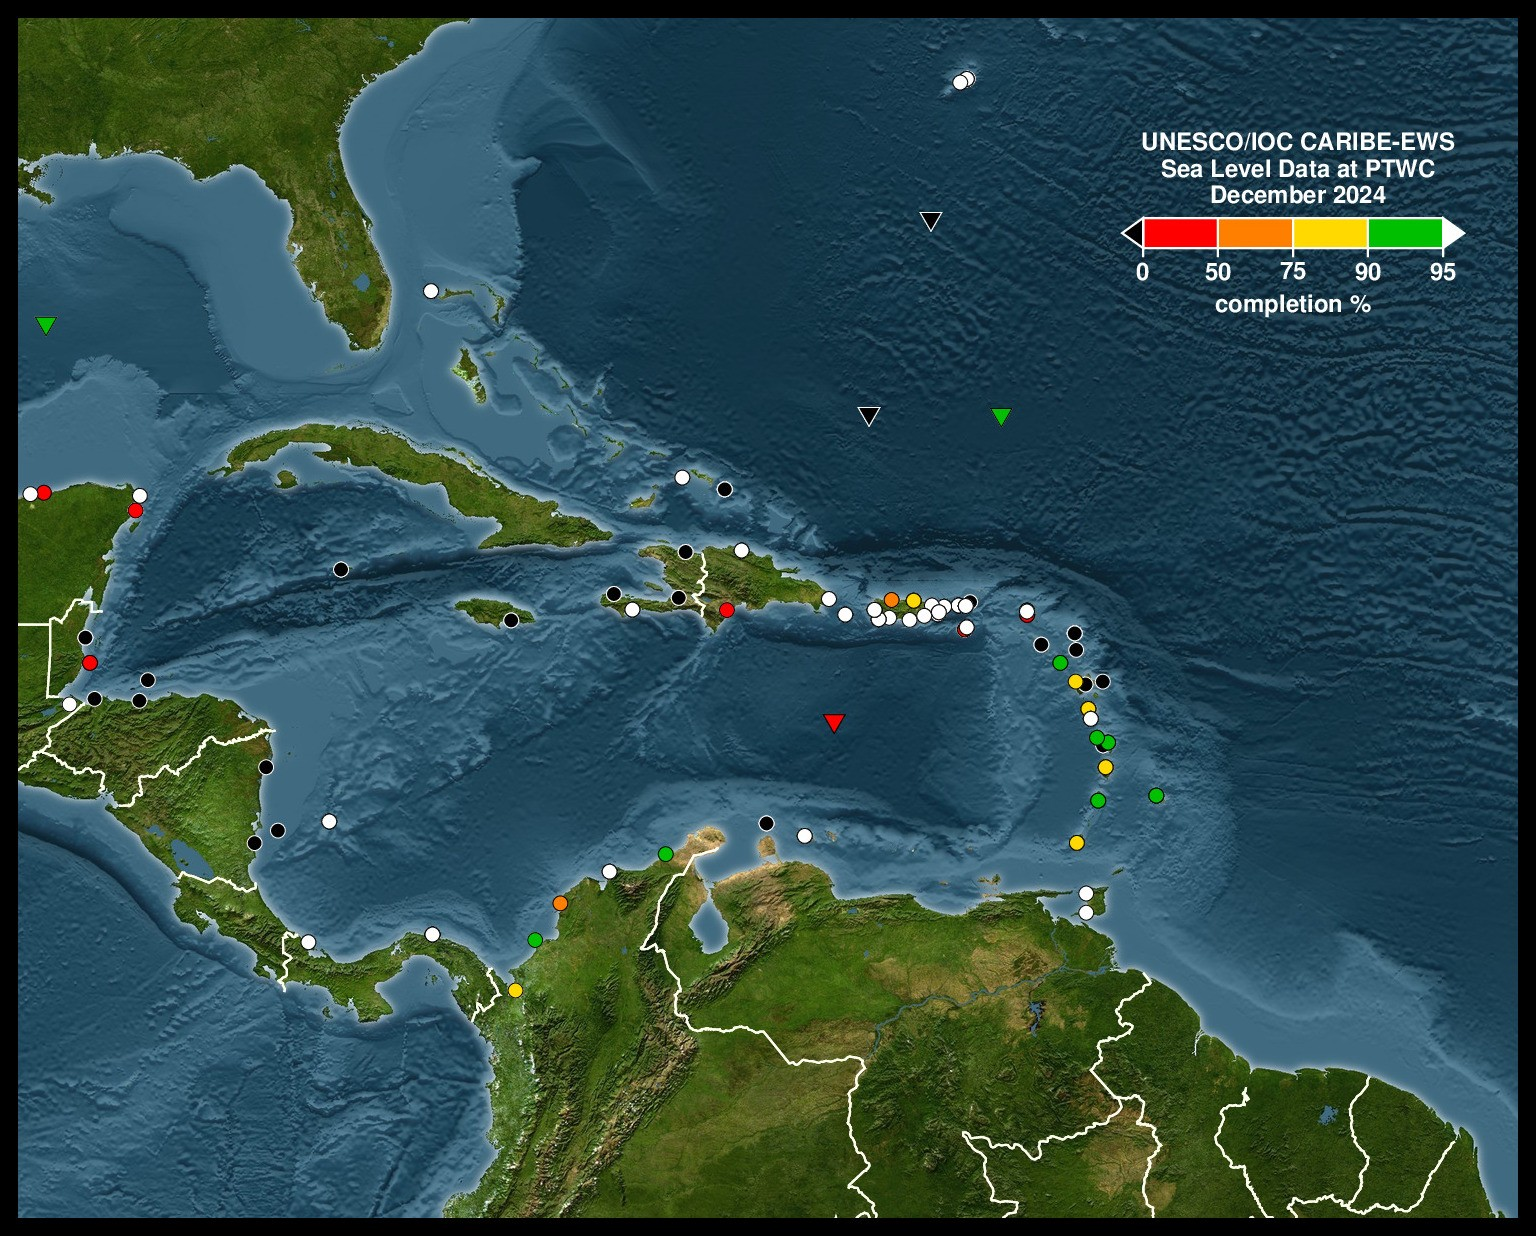 UNESCO/IOC CARIBE-EWS
Sea Level Data at PTWC
December 2024
0 50 75 90 95
completion %